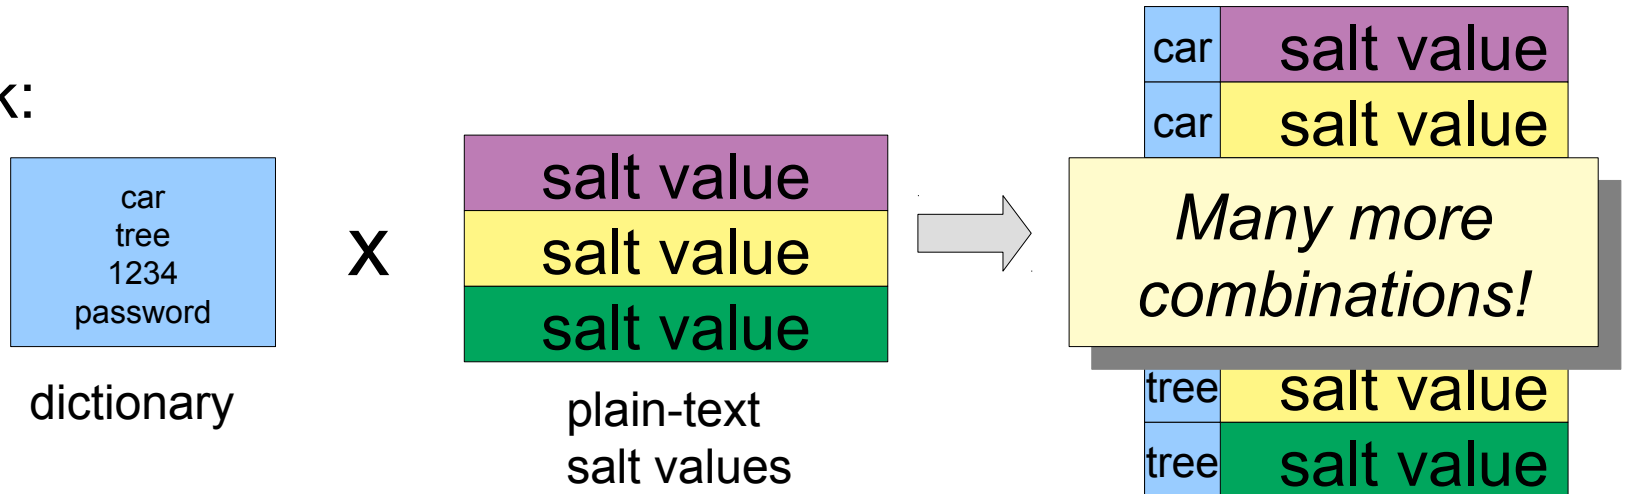 k:
car
tree
1234
password
dictionary
x
salt value
salt value
salt value
plain-text
salt values
car salt value
car salt value
Many more
combinations!
tree salt value
tree salt value